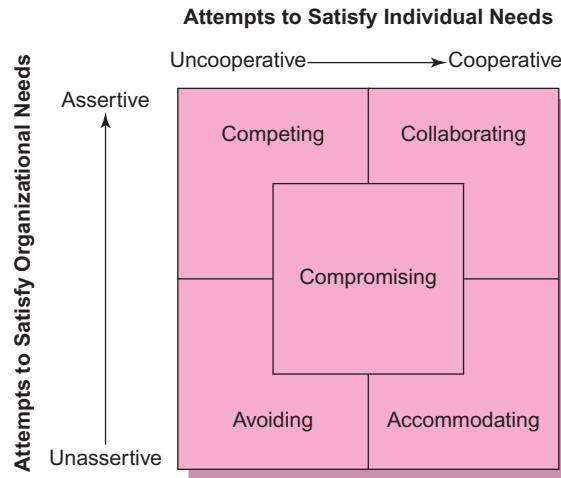 Attempts to Satisfy Individual Needs
Uncooperative Cooperative
Attempts to Satisfy Organizational Needs
Assertive
Competing Collaborating
Compromising
Avoiding Accommodating
Unassertive